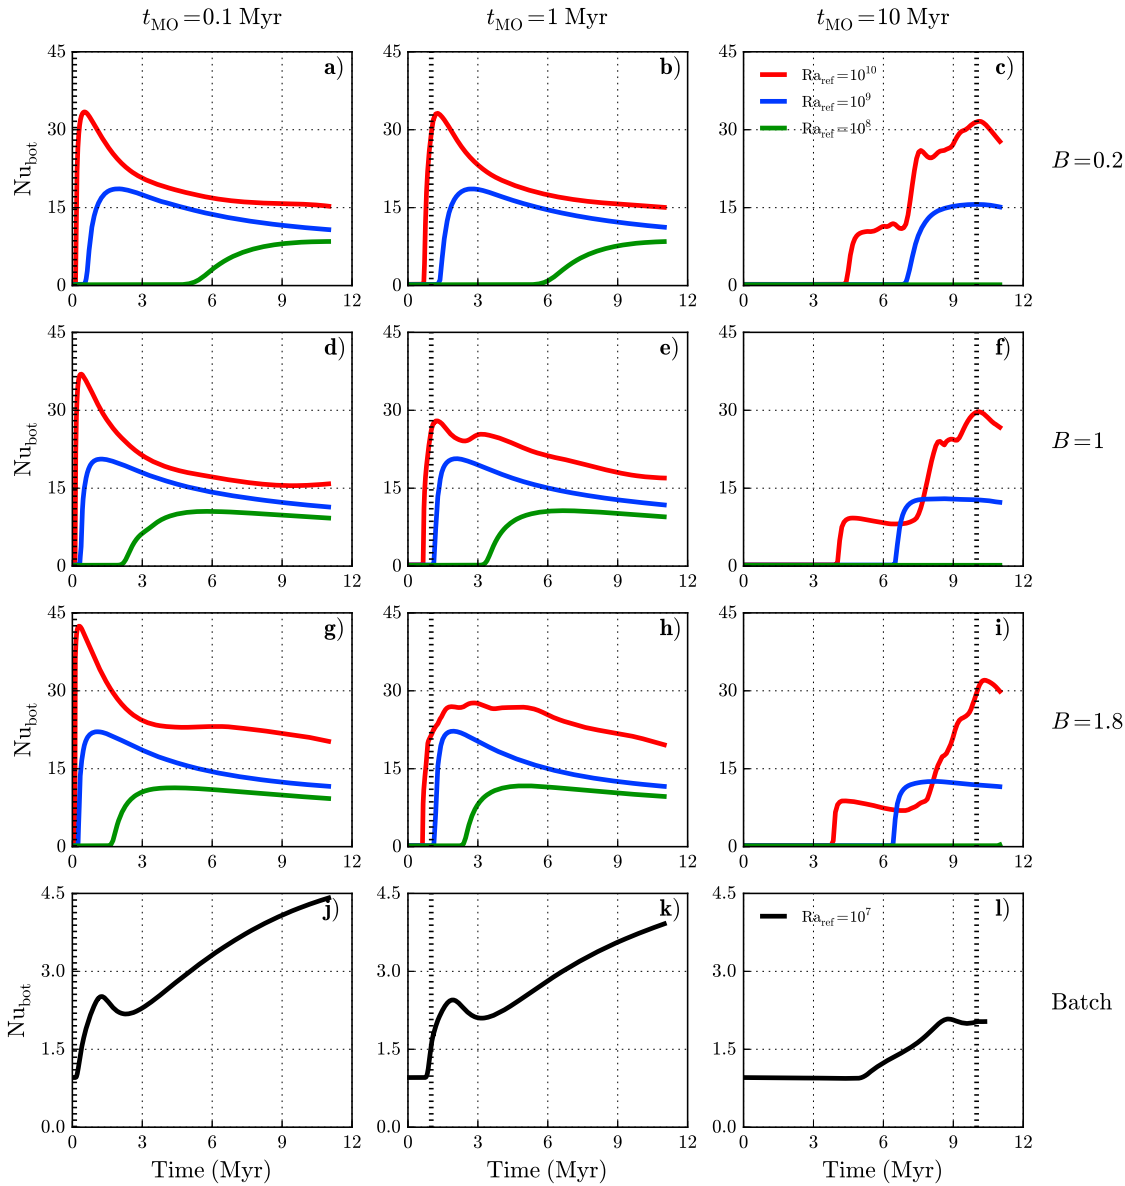 t_MO = 0.1 Myr
t_MO = 1 Myr
t_MO = 10 Myr
45
30
15
0
Nu_bot
a)
0 3 6 9 12
45
30
15
0
b)
0 3 6 9 12
45
30
15
0
c)
Ra_ref = 10^10
Ra_ref = 10^9
Ra_ref = 10^8
0 3 6 9 12
B = 0.2
45
30
15
0
Nu_bot
d)
0 3 6 9 12
45
30
15
0
e)
0 3 6 9 12
45
30
15
0
f)
0 3 6 9 12
B = 1
45
30
15
0
Nu_bot
g)
0 3 6 9 12
45
30
15
0
h)
0 3 6 9 12
45
30
15
0
i)
0 3 6 9 12
B = 1.8
4.5
3.0
1.5
0.0
Nu_bot
j)
0 3 6 9 12
Time (Myr)
4.5
3.0
1.5
0.0
k)
0 3 6 9 12
Time (Myr)
4.5
3.0
1.5
0.0
l)
Ra_ref = 10^7
0 3 6 9 12
Time (Myr)
Batch